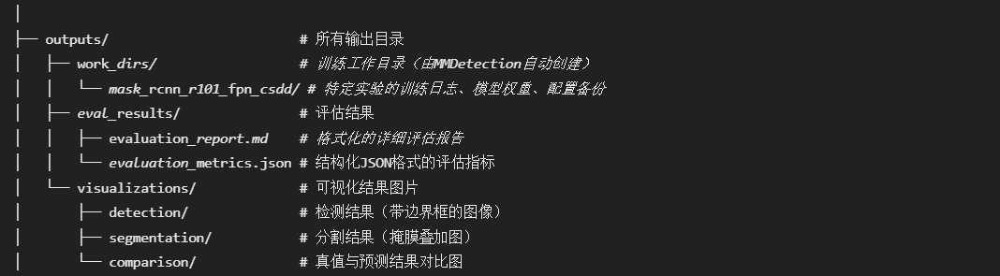 │
├── outputs/ # 所有输出目录
│ ├── work_dirs/ # 训练工作目录（由MMDetection自动创建）
│ │ └── mask_rcnn_r101_fpn_csdd/ # 特定实验的训练日志、模型权重、配置备份
│ ├── eval_results/ # 评估结果
│ │ ├── evaluation_report.md # 格式化的详细评估报告
│ │ └── evaluation_metrics.json # 结构化JSON格式的评估指标
│ └── visualizations/ # 可视化结果图片
│ ├── detection/ # 检测结果（带边界框的图像）
│ ├── segmentation/ # 分割结果（掩膜叠加图）
│ └── comparison/ # 真值与预测结果对比图